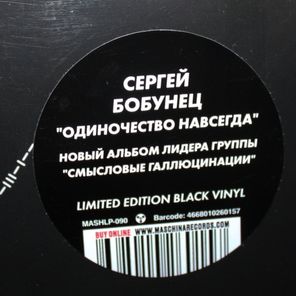 СЕРГЕЙ
БОБУНЕЦ
"ОДИНОЧЕСТВО НАВСЕГДА"
НОВЫЙ АЛЬБОМ ЛИДЕРА ГРУППЫ
"СМЫСЛОВЫЕ ГАЛЛЮЦИНАЦИИ"
LIMITED EDITION BLACK VINYL
MASHLP-090 Barcode: 4668010260157
BUY ONLINE WWW.MASCHINARECORDS.COM